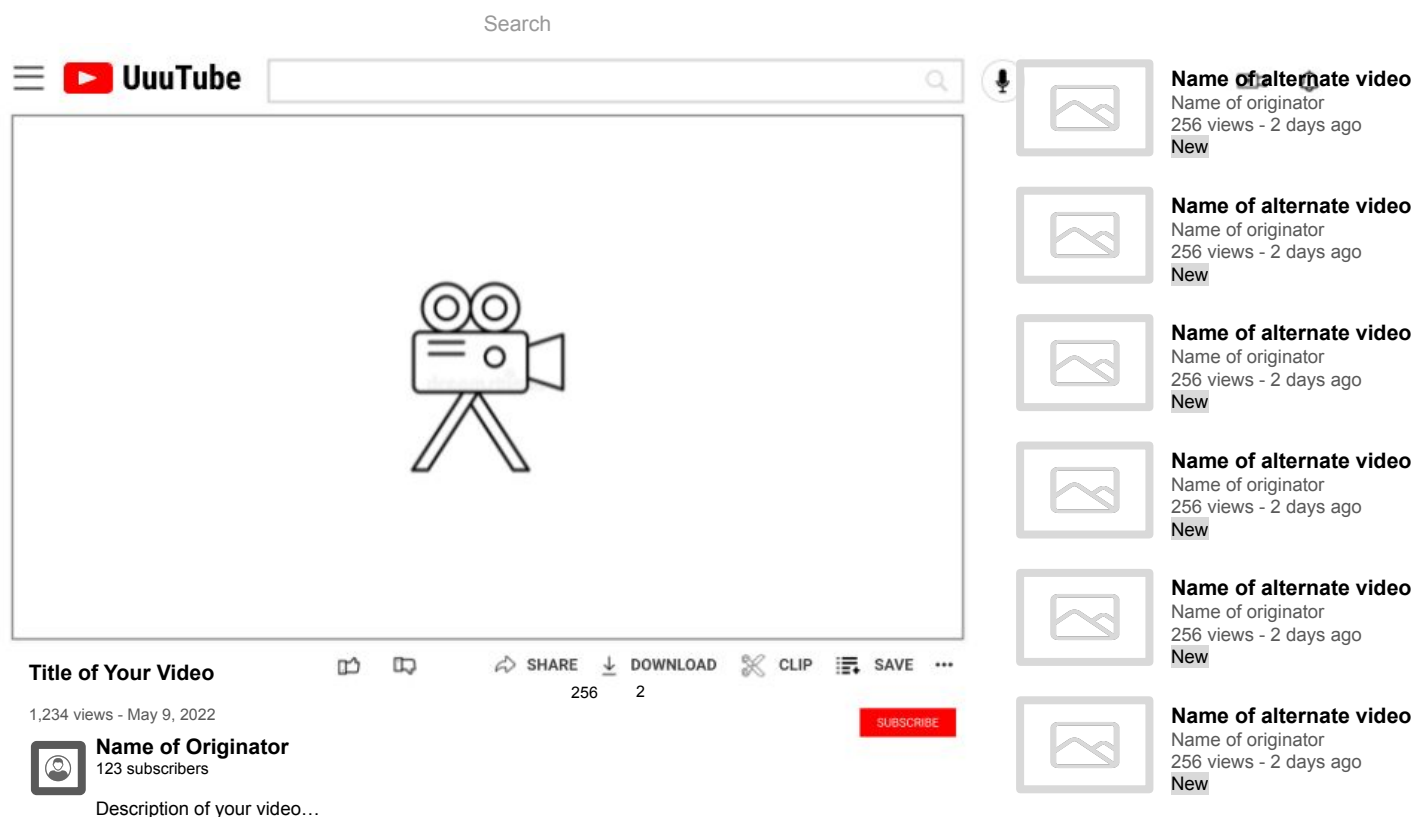 Search
UuuTube
Title of Your Video
SHARE
DOWNLOAD
CLIP
SAVE
256
2
1,234 views - May 9, 2022
SUBSCRIBE
Name of Originator
123 subscribers
Description of your video…
Name of alternate video
Name of originator
256 views - 2 days ago
New
Name of alternate video
Name of originator
256 views - 2 days ago
New
Name of alternate video
Name of originator
256 views - 2 days ago
New
Name of alternate video
Name of originator
256 views - 2 days ago
New
Name of alternate video
Name of originator
256 views - 2 days ago
New
Name of alternate video
Name of originator
256 views - 2 days ago
New